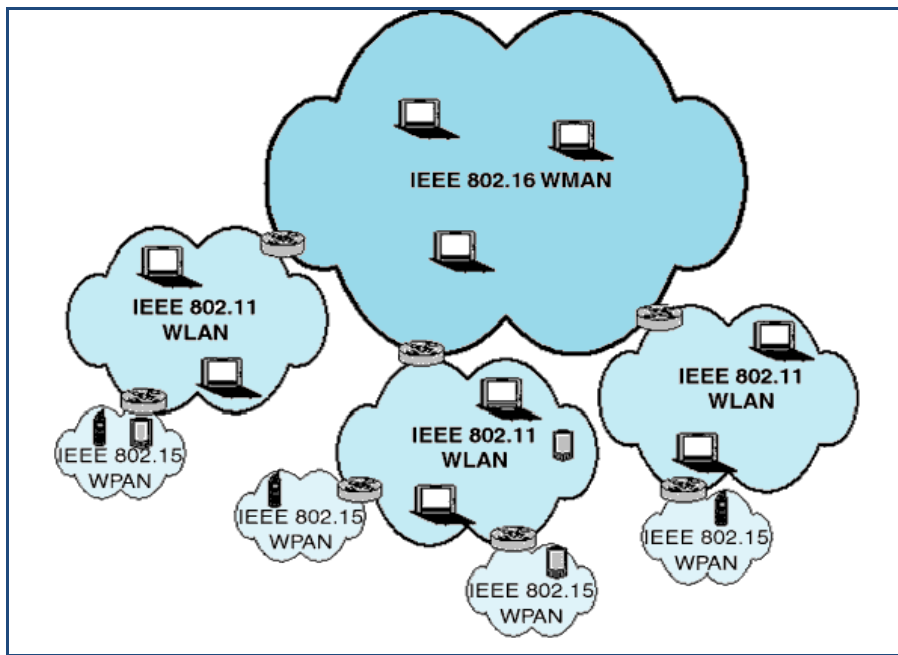 IEEE 802.16 WMAN
IEEE 802.11
WLAN
IEEE 802.11
WLAN
IEEE 802.11
WLAN
IEEE 802.15
WPAN
IEEE 802.15
WPAN
IEEE 802.15
WPAN
IEEE 802.15
WPAN